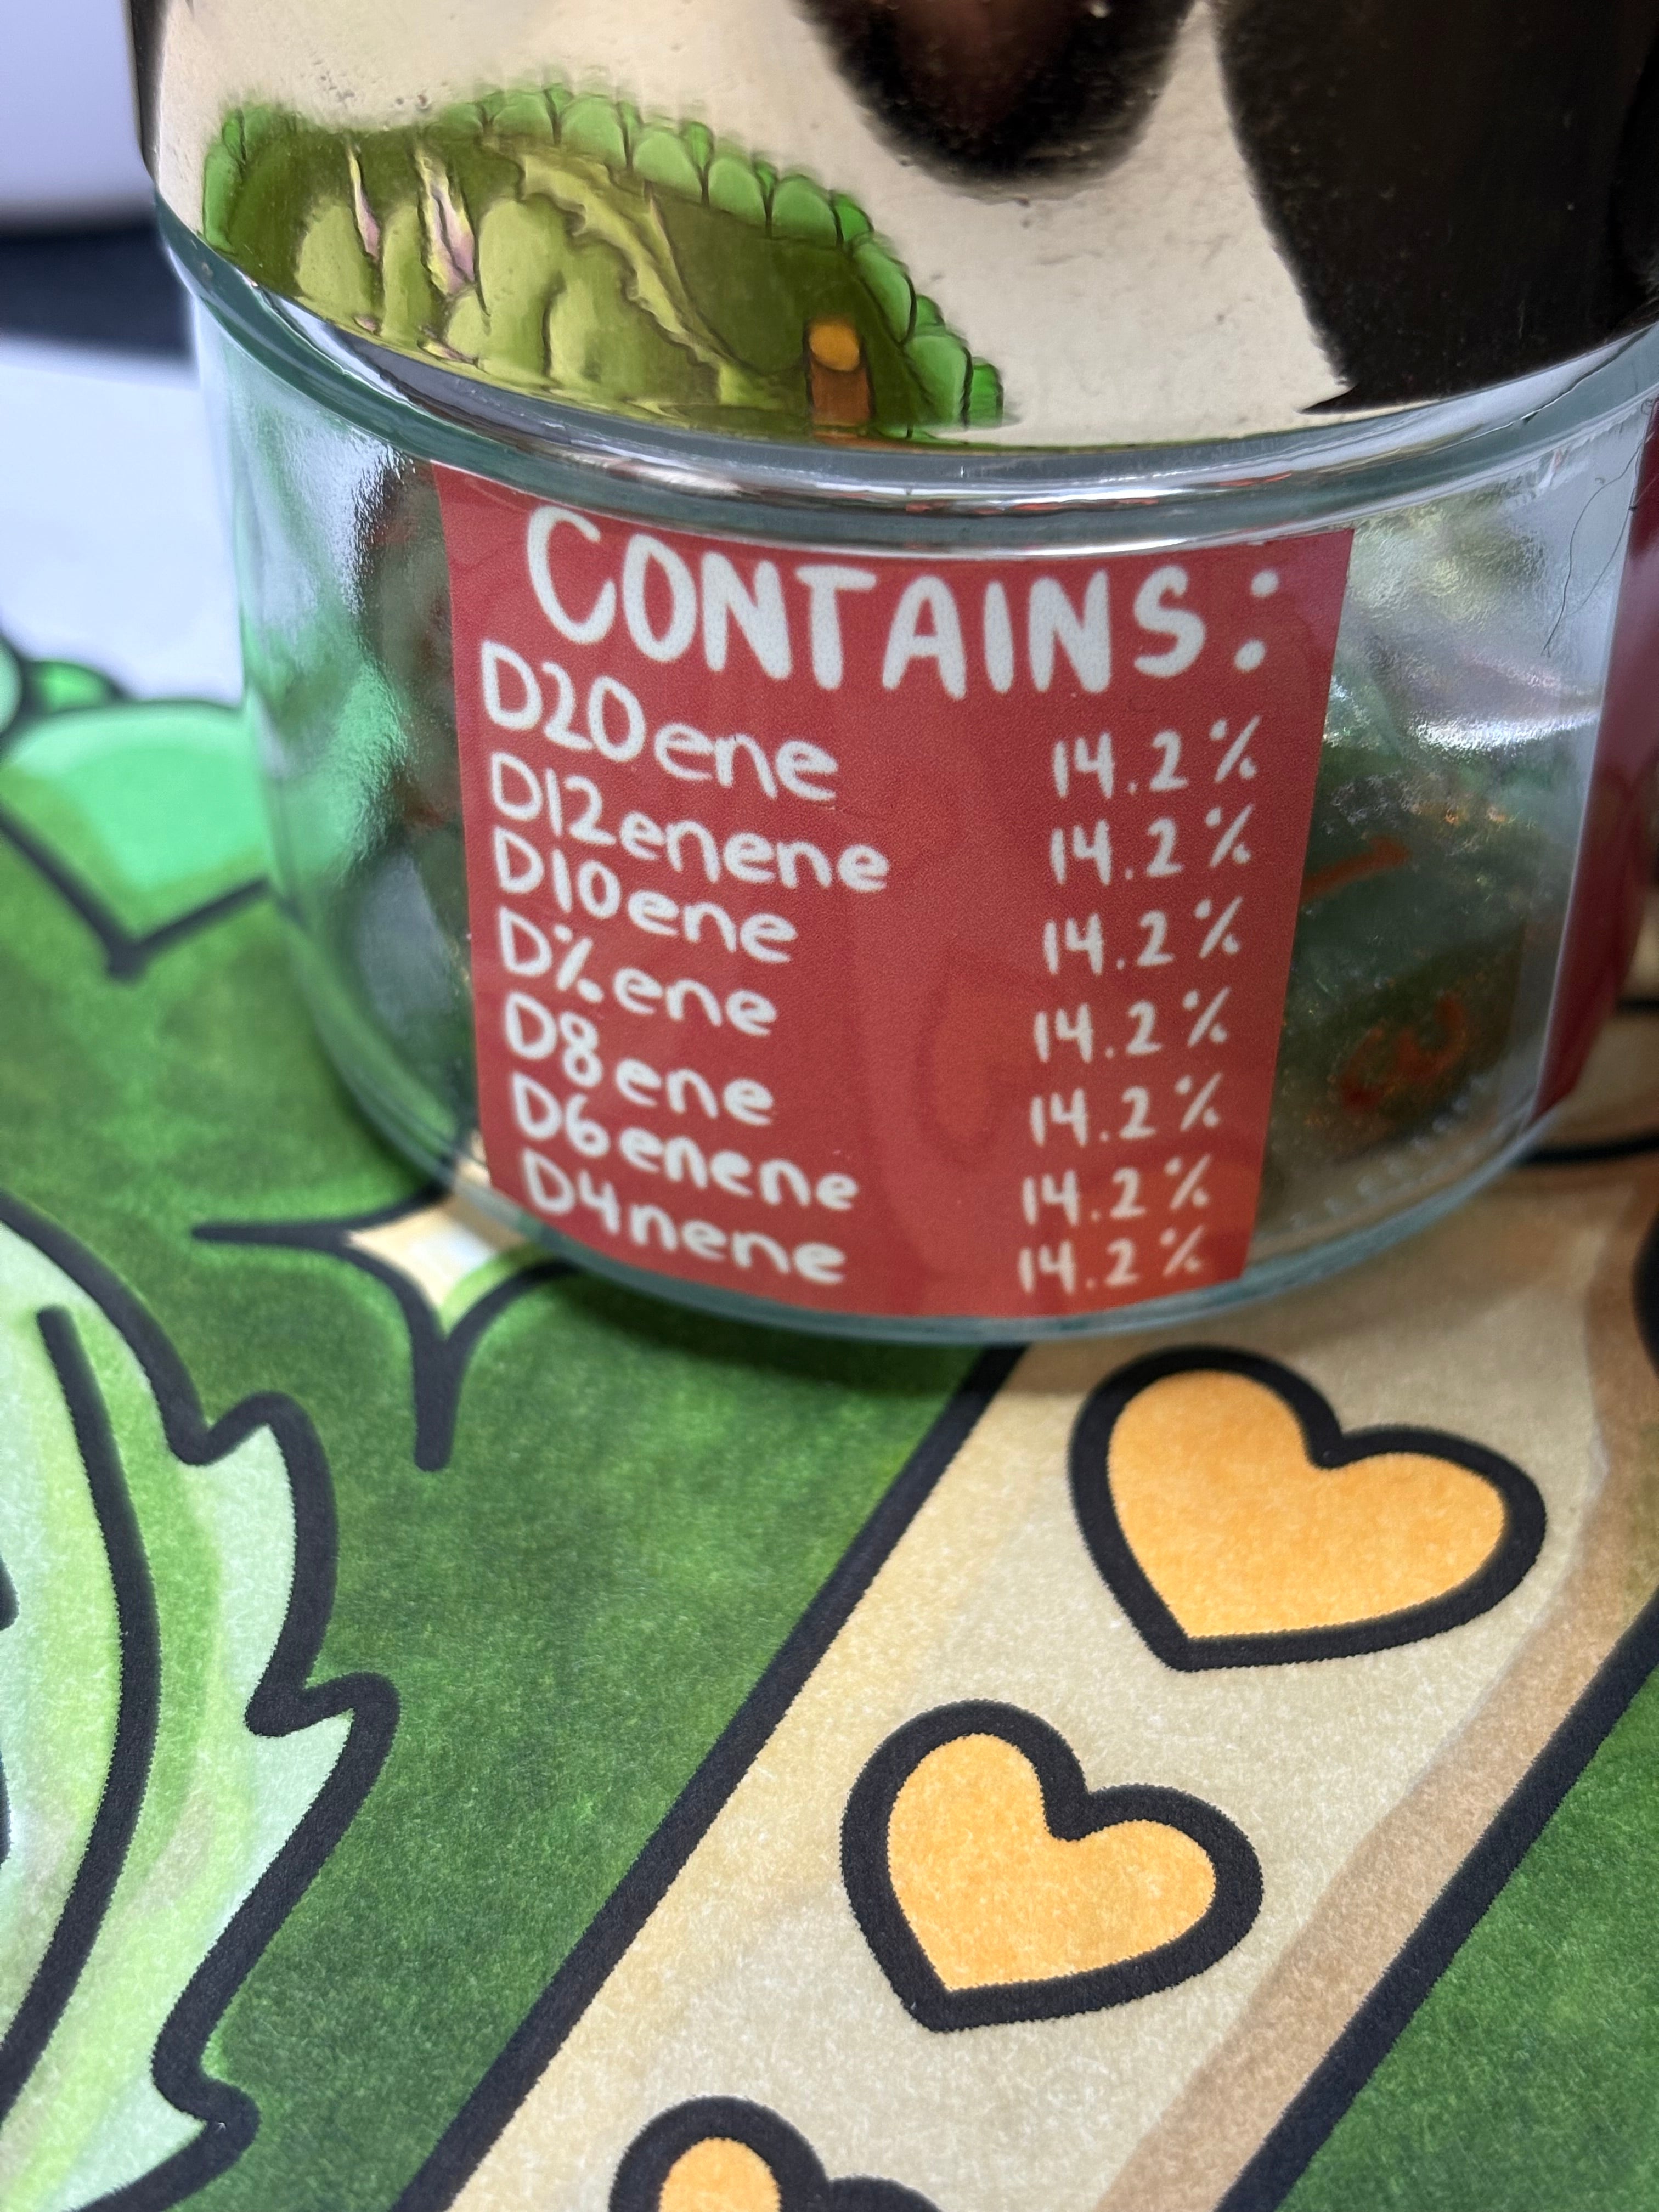 CONTAINS:
D20ene 14.2%
D12enene 14.2%
D10ene 14.2%
D%ene 14.2%
D8ene 14.2%
D6enene 14.2%
D4nene 14.2%